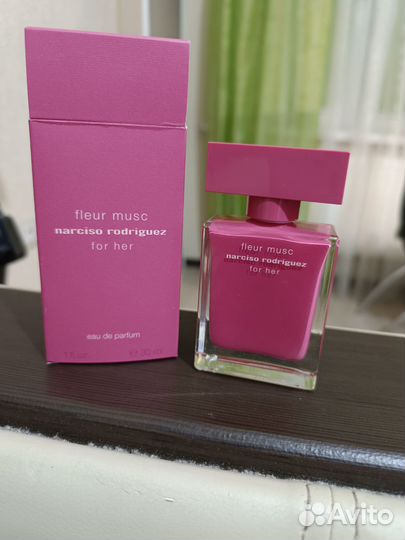 fleur musc
narciso rodriguez
for her
eau de parfum
fleur musc
narciso rodriguez
for her
Avito